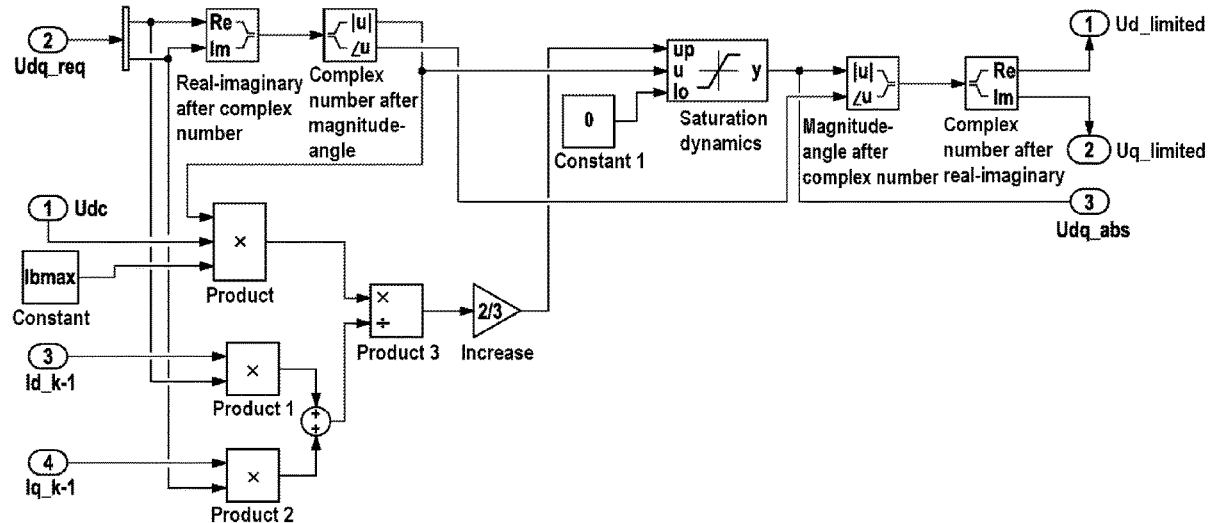 2
Udq_req
Re
Im
Real-imaginary
after complex
number
|u|
∠u
Complex
number after
magnitude-
angle
up
u
lo
y
Saturation
dynamics
0
Constant 1
|u|
∠u
Magnitude-
angle after
complex number
Re
Im
Complex
number after
real-imaginary
1
Ud_limited
2
Uq_limited
3
Udq_abs
1
Udc
Ibmax
Constant
×
Product
×
÷
Product 3
2/3
Increase
3
Id_k-1
×
Product 1
+
+
4
Iq_k-1
×
Product 2